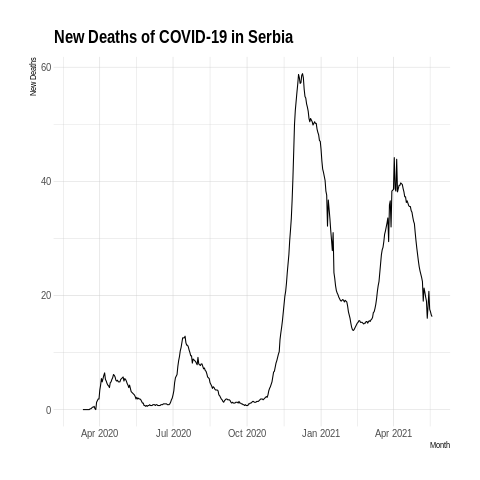 New Deaths of COVID-19 in Serbia
New Deaths
60
40
20
0
Apr 2020 Jul 2020 Oct 2020 Jan 2021 Apr 2021
Month